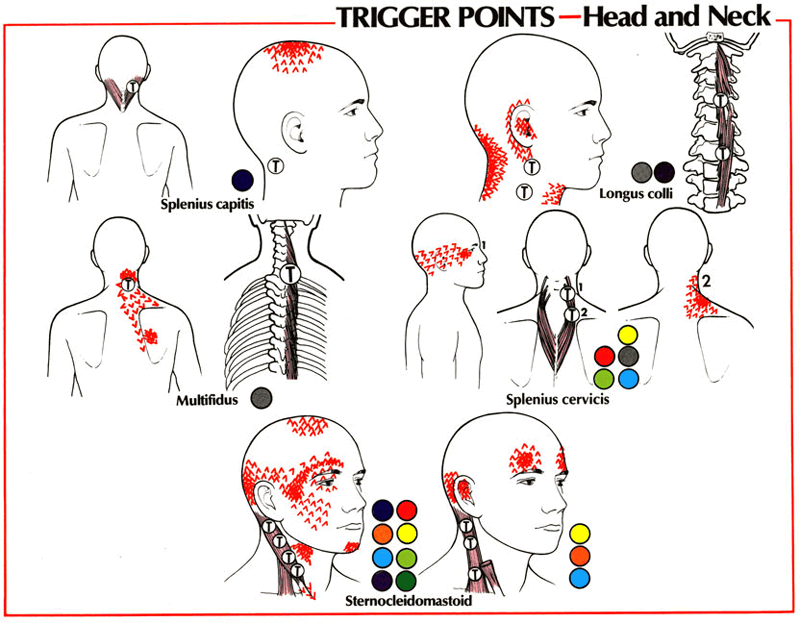 TRIGGER POINTS — Head and Neck
T
T
T
T
T
T
Splenius capitis
Longus colli
T
T
1
T 1
T 2
2
Multifidus
Splenius cervicis
T
T
T
T
T
T
T
Sternocleidomastoid